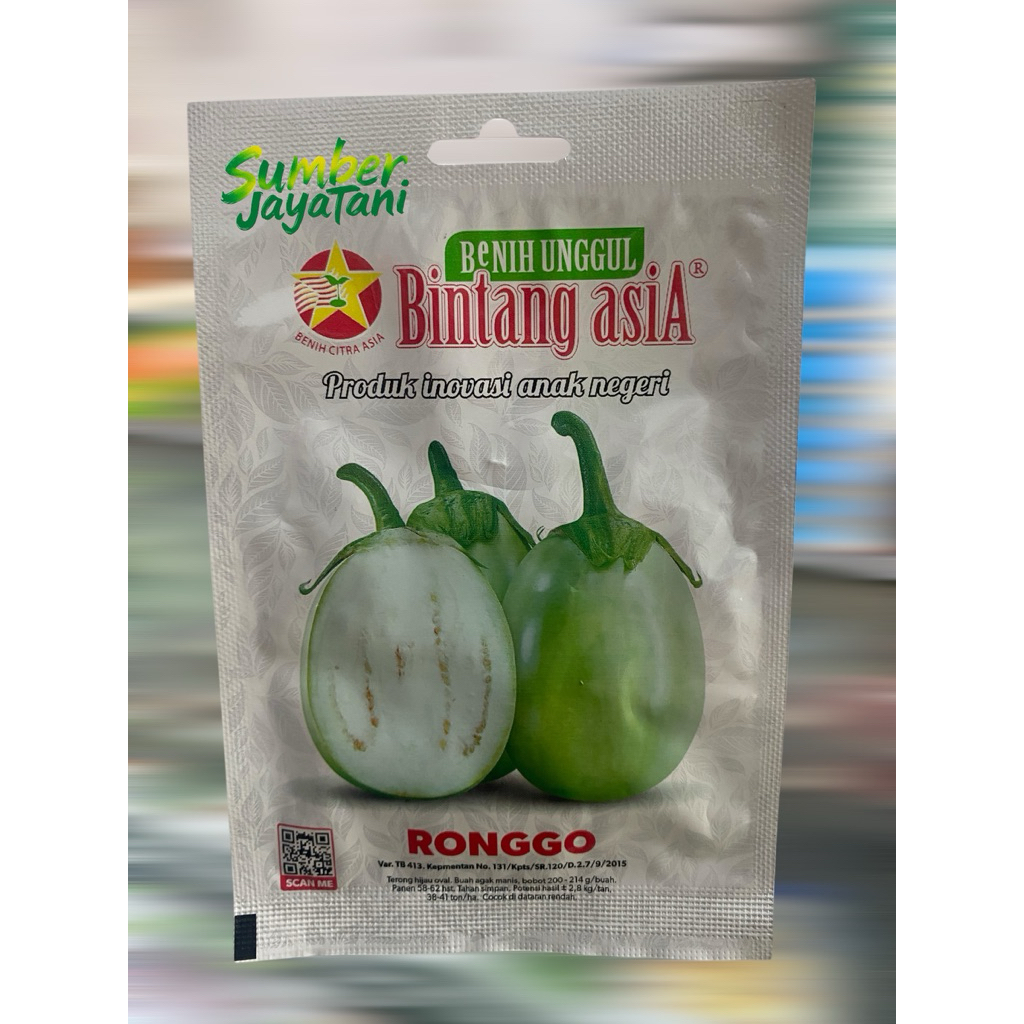 Sumber
JayaTani
BeNIH UNGGUL
Bintang asiA®
BENIH CITRA ASIA
Produk inovasi anak negeri
RONGGO
Var. TB 413. Kepmentan No. 131/Kpts/SR.120/D.2.7/9/2015
Terong hijau oval. Buah agak manis, bobot 200 - 214 g/buah.
Panen 58-62 hst. Tahan simpan. Potensi hasil ± 2,8 kg/tan,
38-41 ton/ha. Cocok di dataran rendah.
SCAN ME